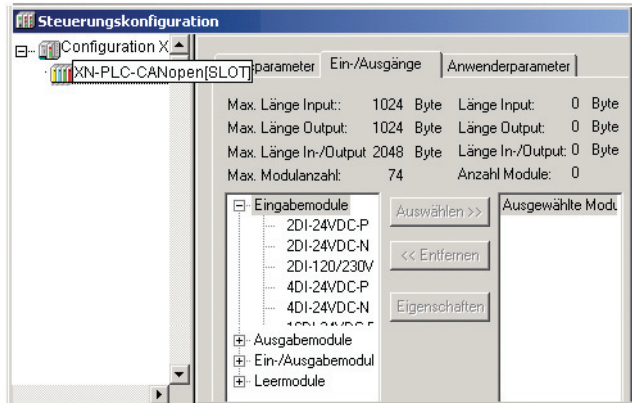 Steuerungskonfiguration
Configuration X
XN-PLC-CANopen[SLOT]
parameter
Ein-/Ausgänge
Anwenderparameter
Max. Länge Input:: 1024 Byte Länge Input: 0 Byte
Max. Länge Output: 1024 Byte Länge Output: 0 Byte
Max. Länge In-/Output 2048 Byte Länge In-/Output: 0 Byte
Max. Modulanzahl: 74 Anzahl Module: 0
Eingabemodule
2DI-24VDC-P
2DI-24VDC-N
2DI-120/230V
4DI-24VDC-P
4DI-24VDC-N
Ausgabemodule
Ein-/Ausgabemodul
Leermodule
Auswählen >>
<< Entfernen
Eigenschaften
Ausgewählte Modu